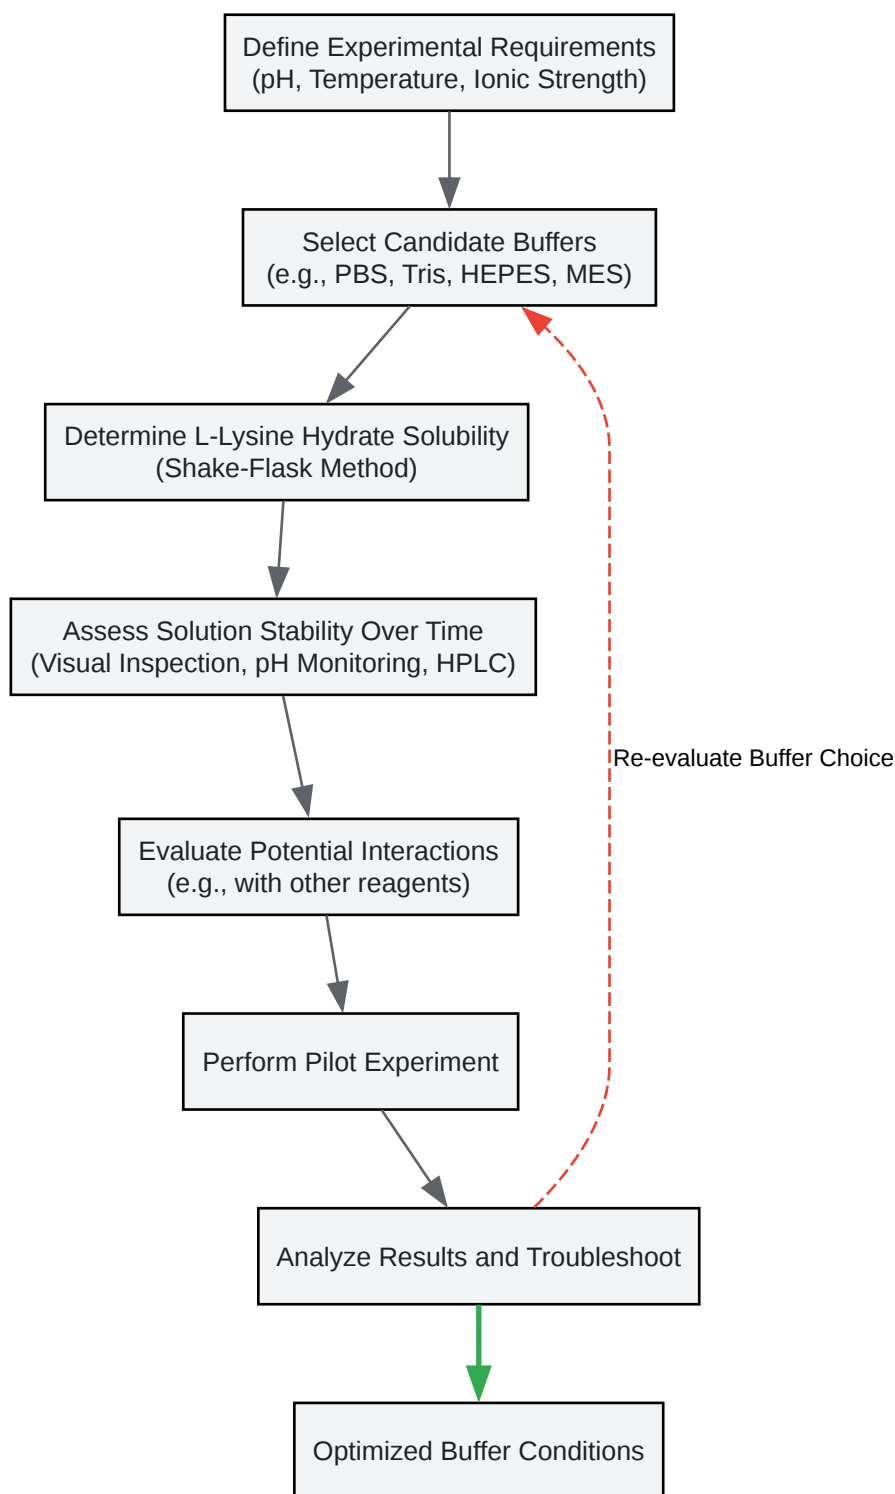 Define Experimental Requirements
(pH, Temperature, Ionic Strength)
Select Candidate Buffers
(e.g., PBS, Tris, HEPES, MES)
Determine L-Lysine Hydrate Solubility
(Shake-Flask Method)
Assess Solution Stability Over Time
(Visual Inspection, pH Monitoring, HPLC)
Re-evaluate Buffer Choice
Evaluate Potential Interactions
(e.g., with other reagents)
Perform Pilot Experiment
Analyze Results and Troubleshoot
Optimized Buffer Conditions